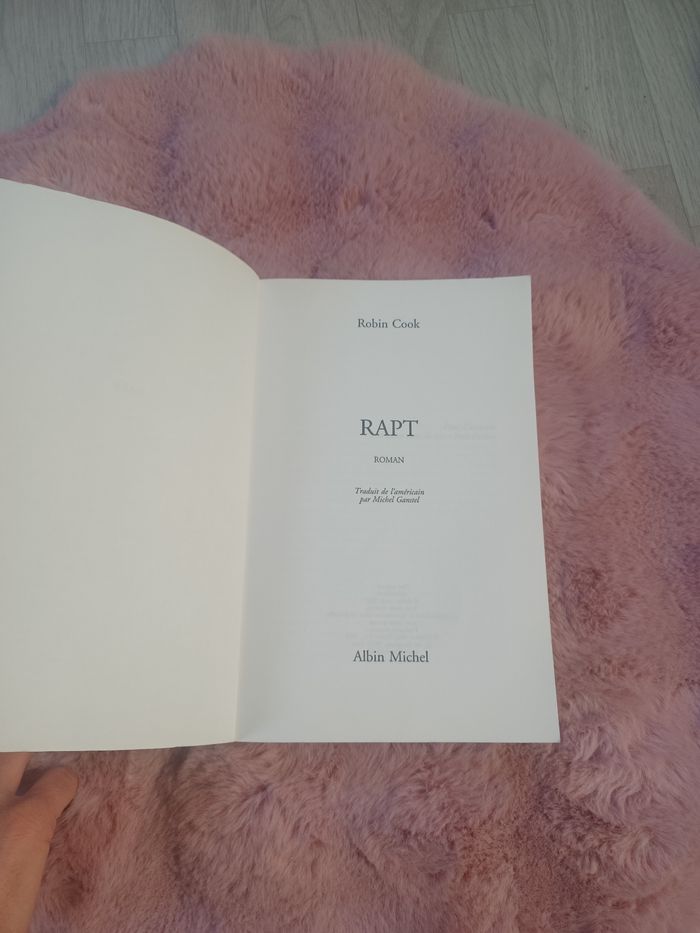 Robin Cook
RAPT
ROMAN
Traduit de l'américain
par Michel Ganstel
Albin Michel